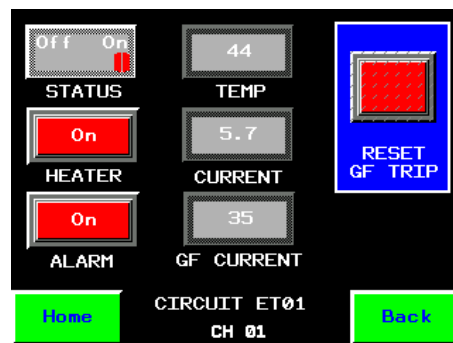 Off On
44
STATUS
TEMP
On
5.7
HEATER
CURRENT
RESET
GF TRIP
On
35
ALARM
GF CURRENT
Home
CIRCUIT ET01
CH 01
Back